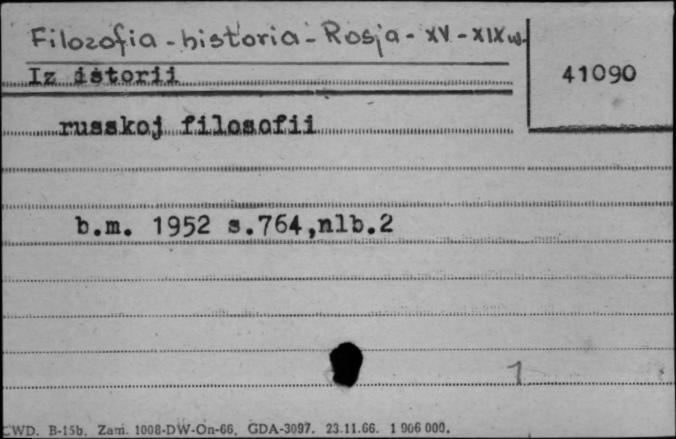 Filozofia - historia - Rosja - XV - XIX w.
41090
Iz istorii
russkoj filosofii
b.m. 1952 s.764,nlb.2
1
CWD. B-15b. Zam. 1008-DW-On-66. GDA-3097. 23.11.66. 1 906 000.